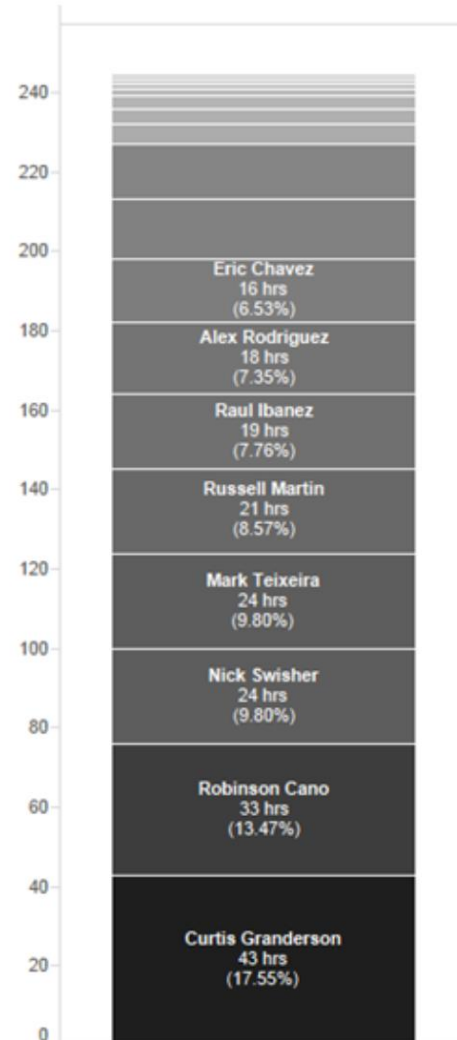 240
220
200
Eric Chavez
16 hrs
(6.53%)
180
Alex Rodriguez
18 hrs
(7.35%)
160
Raul Ibanez
19 hrs
(7.76%)
140
Russell Martin
21 hrs
(8.57%)
120
Mark Teixeira
24 hrs
(9.80%)
100
Nick Swisher
24 hrs
(9.80%)
80
Robinson Cano
33 hrs
(13.47%)
60
40
Curtis Granderson
43 hrs
(17.55%)
20
0